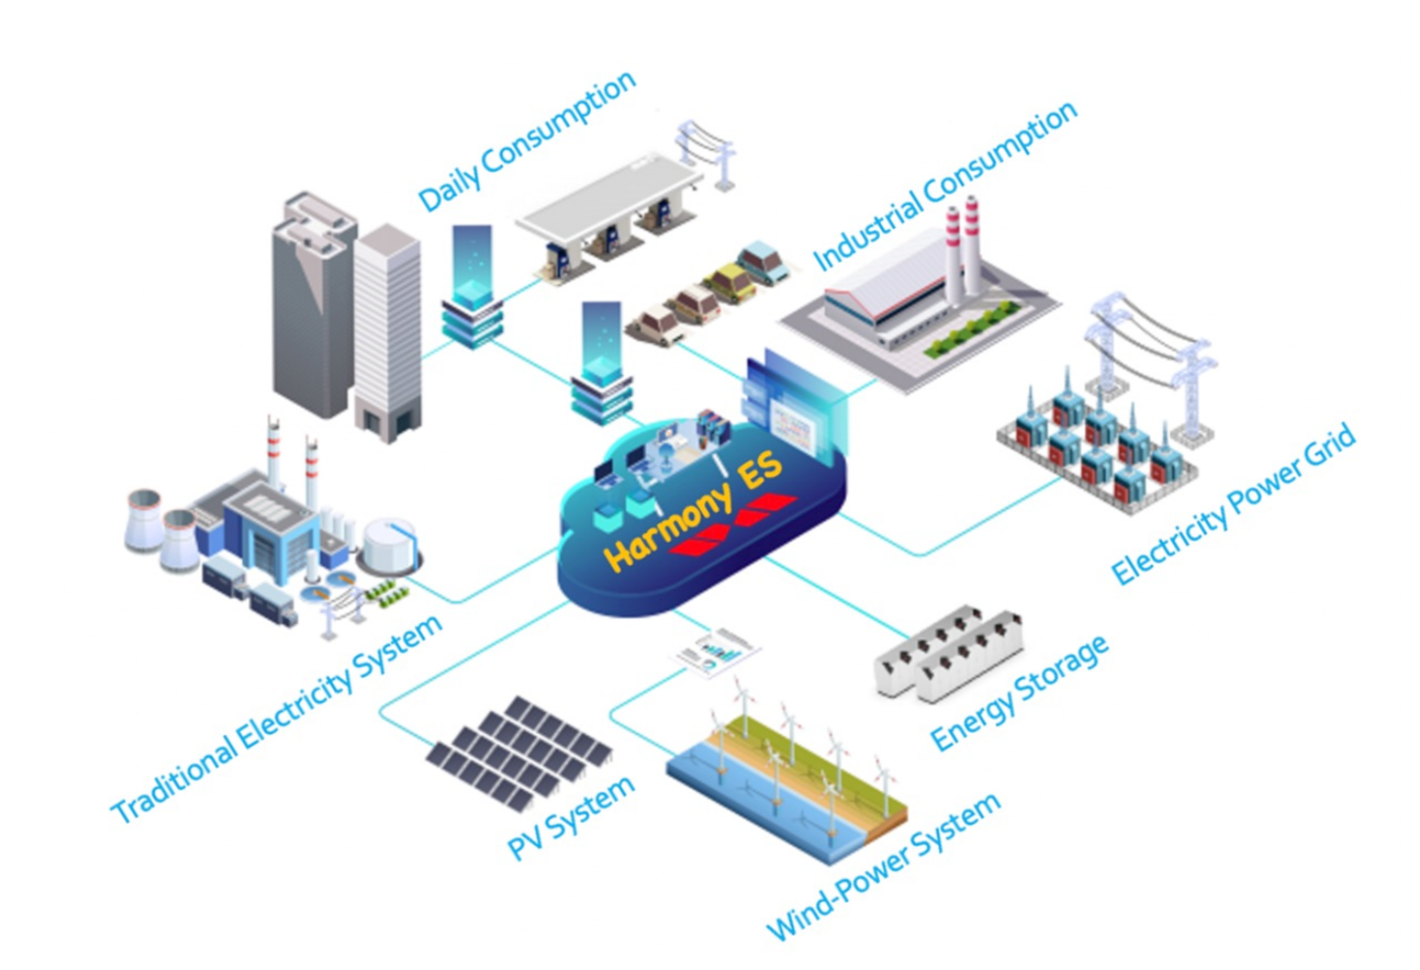 Daily Consumption
Industrial Consumption
Harmony ES
Electricity Power Grid
Traditional Electricity System
Energy Storage
PV System
Wind-Power System